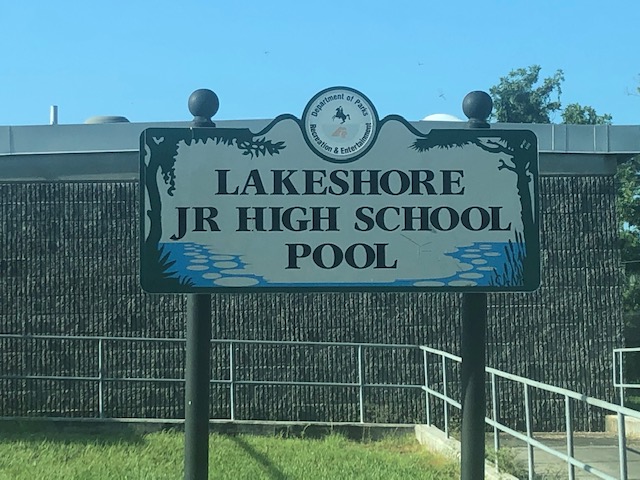 Department of Parks
Recreation & Entertainment
LAKESHORE
JR HIGH SCHOOL
POOL